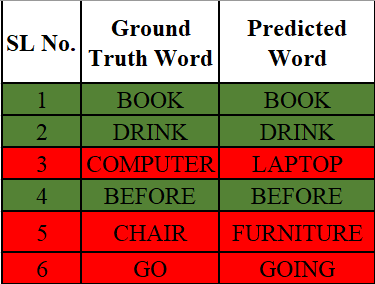 SL No. Ground Truth Word Predicted Word
1 BOOK BOOK
2 DRINK DRINK
3 COMPUTER LAPTOP
4 BEFORE BEFORE
5 CHAIR FURNITURE
6 GO GOING